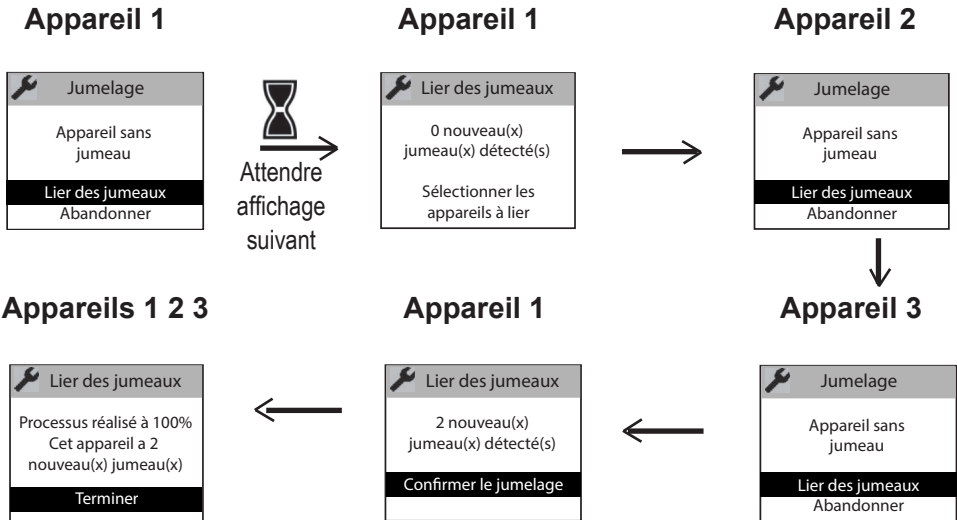 Appareil 1
Jumelage
Appareil sans
jumeau
Lier des jumeaux
Abandonner
Attendre
affichage
suivant
Appareil 1
Lier des jumeaux
0 nouveau(x)
jumeau(x) détecté(s)
Sélectionner les
appareils à lier
Appareil 2
Jumelage
Appareil sans
jumeau
Lier des jumeaux
Abandonner
Appareil 3
Jumelage
Appareil sans
jumeau
Lier des jumeaux
Abandonner
Appareil 1
Lier des jumeaux
2 nouveau(x)
jumeau(x) détecté(s)
Confirmer le jumelage
Appareils 1 2 3
Lier des jumeaux
Processus réalisé à 100%
Cet appareil a 2
nouveau(x) jumeau(x)
Terminer